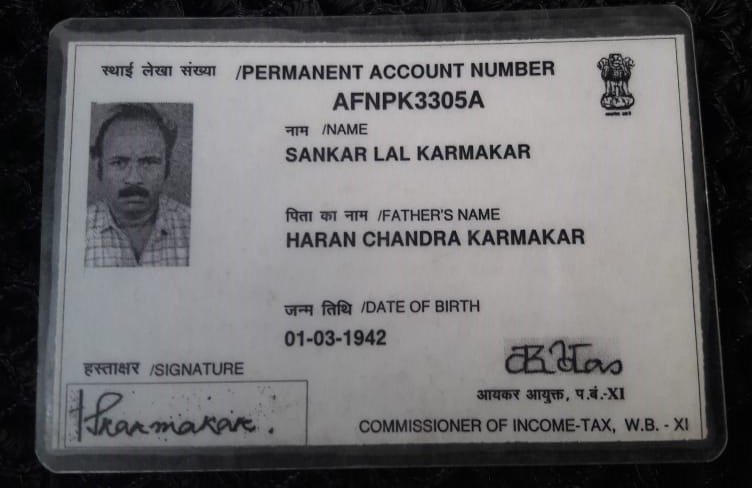 स्थाई लेखा संख्या /PERMANENT ACCOUNT NUMBER
AFNPK3305A
नाम /NAME
SANKAR LAL KARMAKAR
पिता का नाम /FATHER'S NAME
HARAN CHANDRA KARMAKAR
जन्म तिथि /DATE OF BIRTH
01-03-1942
हस्ताक्षर /SIGNATURE
SKarmakar.
आयकर आयुक्त, प.बं.-XI
COMMISSIONER OF INCOME-TAX, W.B. - XI